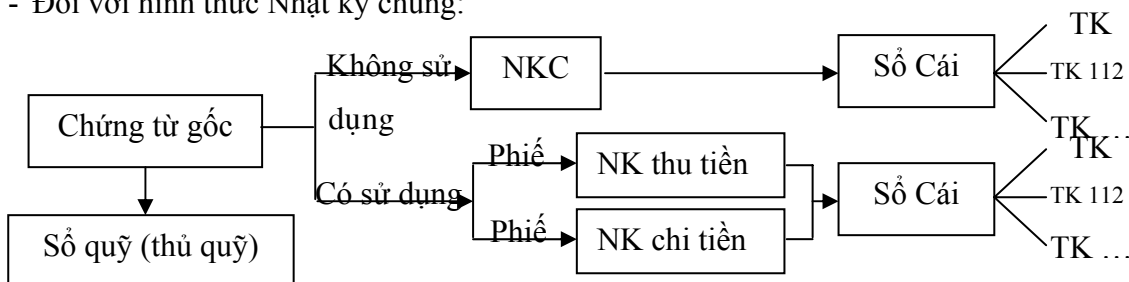 - Đối với hình thức Nhật ký chung:
TK
Không sử
NKC
Sổ Cái
TK 112
Chứng từ gốc
dụng
TK …
TK
Phiế
NK thu tiền
Có sử dụng
Sổ Cái
TK 112
Phiế
NK chi tiền
Sổ quỹ (thủ quỹ)
TK …